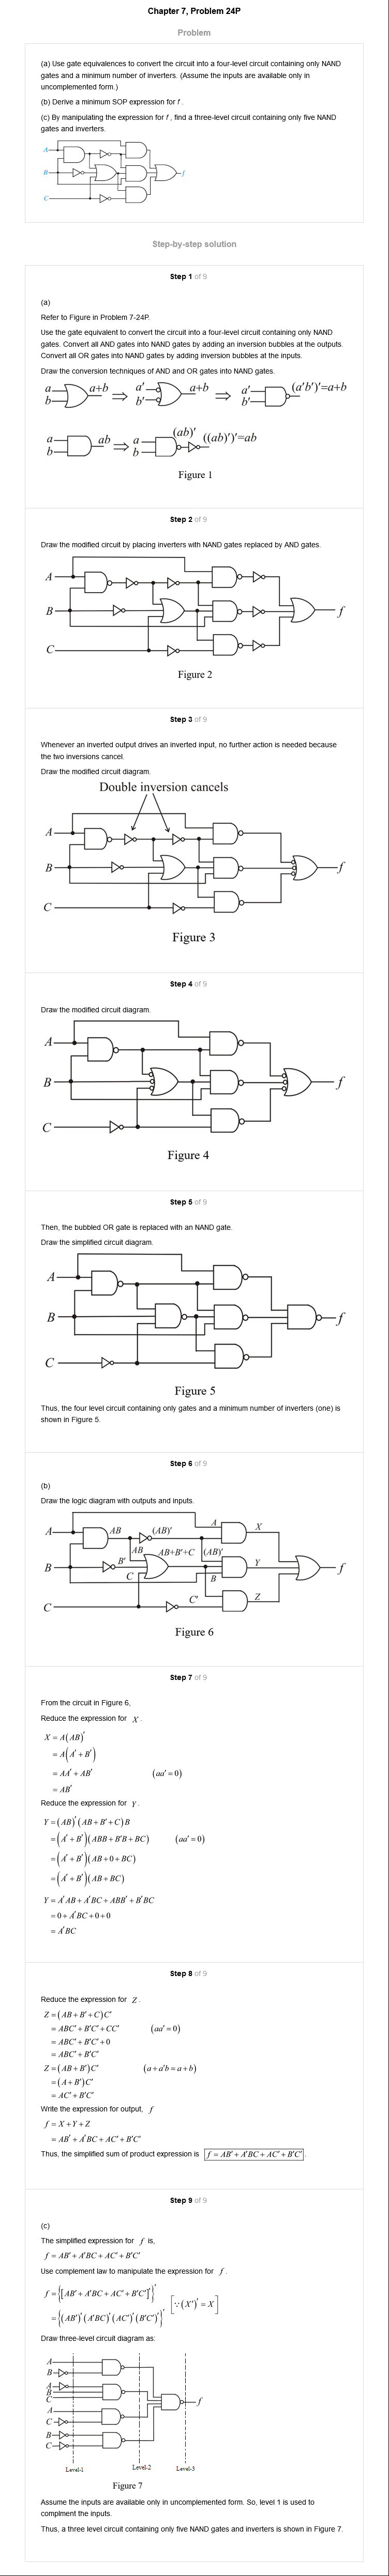 Chapter 7, Problem 24P
Problem
(a) Use gate equivalences to convert the circuit into a four-level circuit containing only NAND
gates and a minimum number of inverters. (Assume the inputs are available only in
uncomplemented form.)
(b) Derive a minimum SOP expression for f .
(c) By manipulating the expression for f , find a three-level circuit containing only five NAND
gates and inverters.
A
B
C
f
Step-by-step solution
Step 1 of 9
(a)
Refer to Figure in Problem 7-24P.
Use the gate equivalent to convert the circuit into a four-level circuit containing only NAND
gates. Convert all AND gates into NAND gates by adding an inversion bubbles at the outputs.
Convert all OR gates into NAND gates by adding inversion bubbles at the inputs.
Draw the conversion techniques of AND and OR gates into NAND gates.
a b a+b ⇒ a′ b′ a+b ⇒ a′ b′ (a′b′)′=a+b
a b ab ⇒ a b (ab)′ ((ab)′)′=ab
Figure 1
Step 2 of 9
Draw the modified circuit by placing inverters with NAND gates replaced by AND gates.
A
B
C
f
Figure 2
Step 3 of 9
Whenever an inverted output drives an inverted input, no further action is needed because
the two inversions cancel.
Draw the modified circuit diagram.
Double inversion cancels
A
B
C
f
Figure 3
Step 4 of 9
Draw the modified circuit diagram.
A
B
C
f
Figure 4
Step 5 of 9
Then, the bubbled OR gate is replaced with an NAND gate.
Draw the simplified circuit diagram.
A
B
C
f
Figure 5
Thus, the four level circuit containing only gates and a minimum number of inverters (one) is
shown in Figure 5.
Step 6 of 9
(b)
Draw the logic diagram with outputs and inputs.
A AB (AB)′ A X
B B′ AB C AB+B′+C (AB)′ B Y f
C C′ Z
Figure 6
Step 7 of 9
From the circuit in Figure 6,
Reduce the expression for X .
X = A(AB)′
= A(A′ + B′)
= AA′ + AB′ (aa′ = 0)
= AB′
Reduce the expression for Y .
Y = (AB)′(AB + B′ + C)B
= (A′ + B′)(ABB + B′B + BC) (aa′ = 0)
= (A′ + B′)(AB + 0 + BC)
= (A′ + B′)(AB + BC)
Y = A′AB + A′BC + ABB′ + B′BC
= 0 + A′BC + 0 + 0
= A′BC
Step 8 of 9
Reduce the expression for Z .
Z = (AB + B′ + C)C′
= ABC′ + B′C′ + CC′ (aa′ = 0)
= ABC′ + B′C′ + 0
= ABC′ + B′C′
Z = (AB + B′)C′ (a + a′b = a + b)
= (A + B′)C′
= AC′ + B′C′
Write the expression for output, f
f = X + Y + Z
= AB′ + A′BC + AC′ + B′C′
Thus, the simplified sum of product expression is f = AB′ + A′BC + AC′ + B′C′ .
Step 9 of 9
(c)
The simplified expression for f is,
f = AB′ + A′BC + AC′ + B′C′
Use complement law to manipulate the expression for f .
f = {[AB′ + A′BC + AC′ + B′C′]′}′ [∵ (X′)′ = X]
= {(AB′)′(A′BC)′(AC′)′(B′C′)′}′
Draw three-level circuit diagram as:
A
B
A
B
C
A
C
B
C
f
Level-1 Level-2 Level-3
Figure 7
Assume the inputs are available only in uncomplemented form. So, level 1 is used to
complment the inputs.
Thus, a three level circuit containing only five NAND gates and inverters is shown in Figure 7.